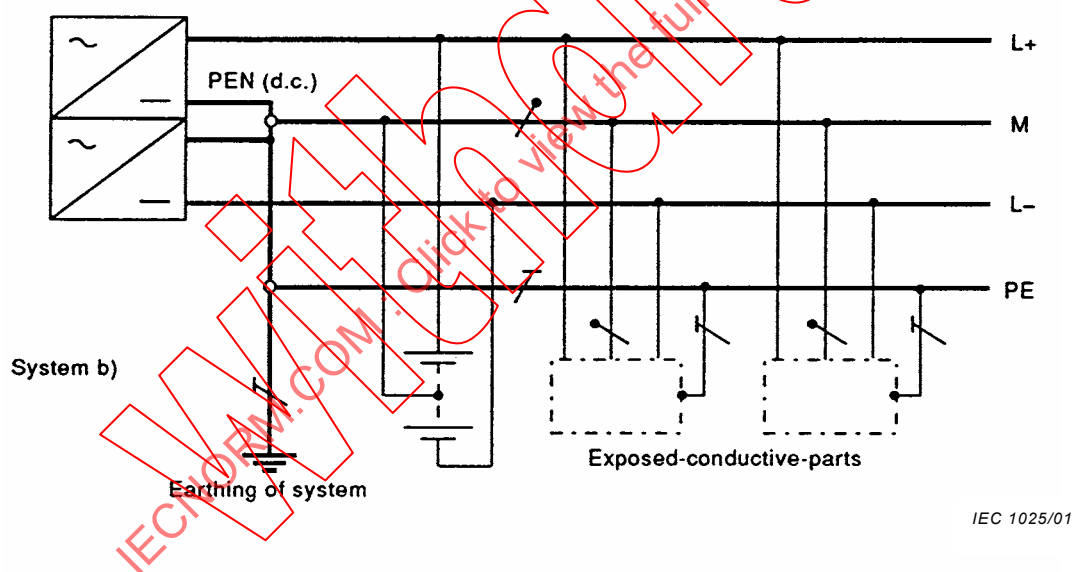 L+
PEN (d.c.)
M
L–
PE
System b)
Exposed-conductive-parts
Earthing of system
IEC 1025/01
IECNORM.COM : Click to view the full